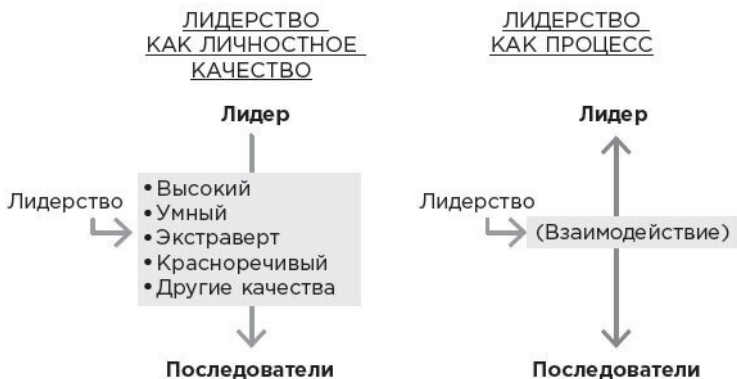 ЛИДЕРСТВО
КАК ЛИЧНОСТНОЕ
КАЧЕСТВО
Лидер
Лидерство
• Высокий
• Умный
• Экстраверт
• Красноречивый
• Другие качества
Последователи
ЛИДЕРСТВО
КАК ПРОЦЕСС
Лидер
Лидерство
(Взаимодействие)
Последователи